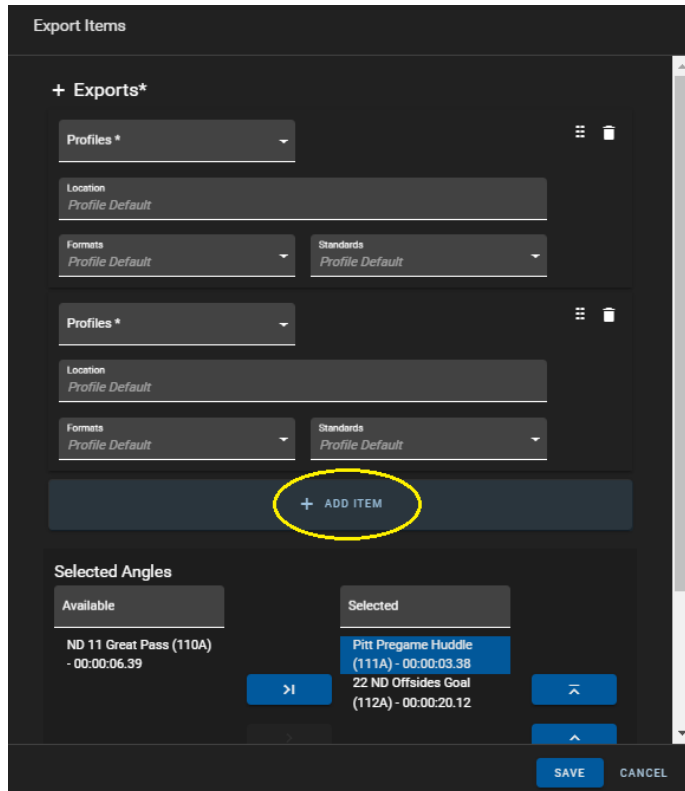 Export Items
+ Exports*
Profiles *
Location
Profile Default
Formats
Profile Default
Standards
Profile Default
Profiles *
Location
Profile Default
Formats
Profile Default
Standards
Profile Default
+ ADD ITEM
Selected Angles
Available
Selected
ND 11 Great Pass (110A)
- 00:00:06.39
Pitt Pregame Huddle
(111A) - 00:00:03.38
22 ND Offsides Goal
(112A) - 00:00:20.12
SAVE
CANCEL